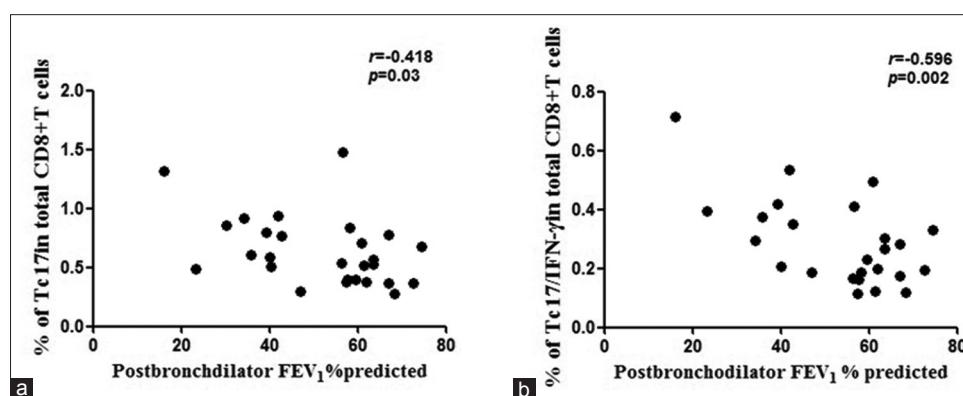 r=-0.418
p=0.03
% of Tc17in total CD8+T cells
2.0
1.5
1.0
0.5
0.0
0 20 40 60 80
Postbronchdilator FEV1%predicted
a
r=-0.596
p=0.002
% of Tc17/IFN-γin total CD8+T cells
0.8
0.6
0.4
0.2
0.0
0 20 40 60 80
Postbronchodilator FEV1 % predicted
b